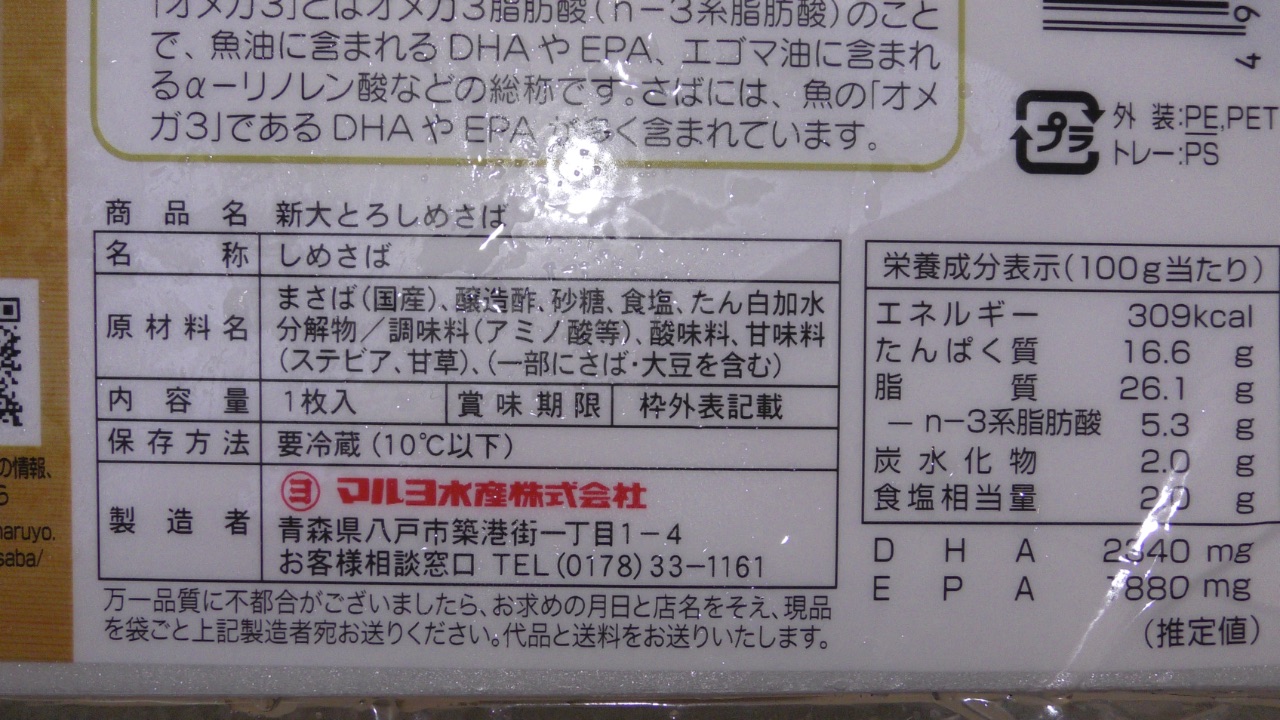 「オメガ3」とはオメガ3脂肪酸(n-3系脂肪酸)のこと
で、魚油に含まれるDHAやEPA、エゴマ油に含まれ
るα-リノレン酸などの総称です。さばには、魚の「オメ
ガ3」であるDHAやEPAが多く含まれています。
49
プラ
外 装:PE,PET
トレー:PS
商品名 新大とろしめさば
名称 しめさば
原材料名 まさば(国産)、醸造酢、砂糖、食塩、たん白加水
分解物/調味料(アミノ酸等)、酸味料、甘味料
(ステビア、甘草)、(一部にさば・大豆を含む)
内容量 1枚入 賞味期限 枠外表記載
保存方法 要冷蔵(10℃以下)
製造者 ヨ マルヨ水産株式会社
青森県八戸市築港街一丁目1-4
お客様相談窓口 TEL(0178)33-1161
万一品質に不都合がございましたら、お求めの月日と店名をそえ、現品
を袋ごと上記製造者宛お送りください。代品と送料をお送りいたします。
栄養成分表示(100g当たり)
エネルギー 309kcal
たんぱく質 16.6 g
脂質 26.1 g
- n-3系脂肪酸 5.3 g
炭水化物 2.0 g
食塩相当量 2.0 g
DHA 2340 mg
EPA 880 mg
(推定値)
の情報、
ら
maruyo.
saba/